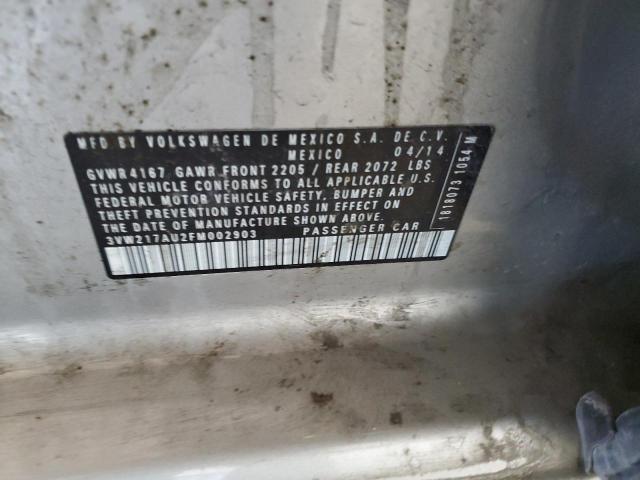 MFD BY VOLKSWAGEN DE MEXICO S.A. DE C.V.
MEXICO 04/14
GVWR4167 GAWR FRONT 2205 / REAR 2072 LBS
THIS VEHICLE CONFORMS TO ALL APPLICABLE U.S.
FEDERAL MOTOR VEHICLE SAFETY, BUMPER AND
THEFT PREVENTION STANDARDS IN EFFECT ON
THE DATE OF MANUFACTURE SHOWN ABOVE.
3VW217AU2FM002903 PASSENGER CAR
1818073 1054 M